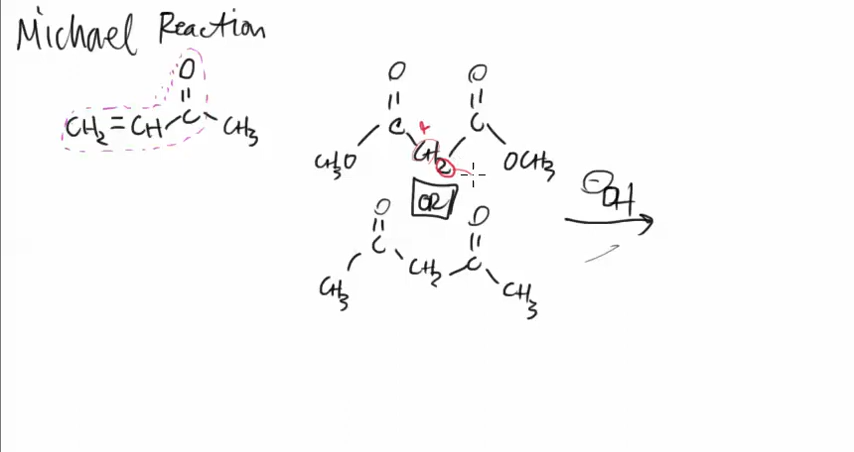 Michael Reaction
O
||
CH2=CH-C-CH3
O O
|| ||
C CH2 C
CH3O OCH3
OR
⊖OH
O O
|| ||
C CH2 C
CH3 CH3